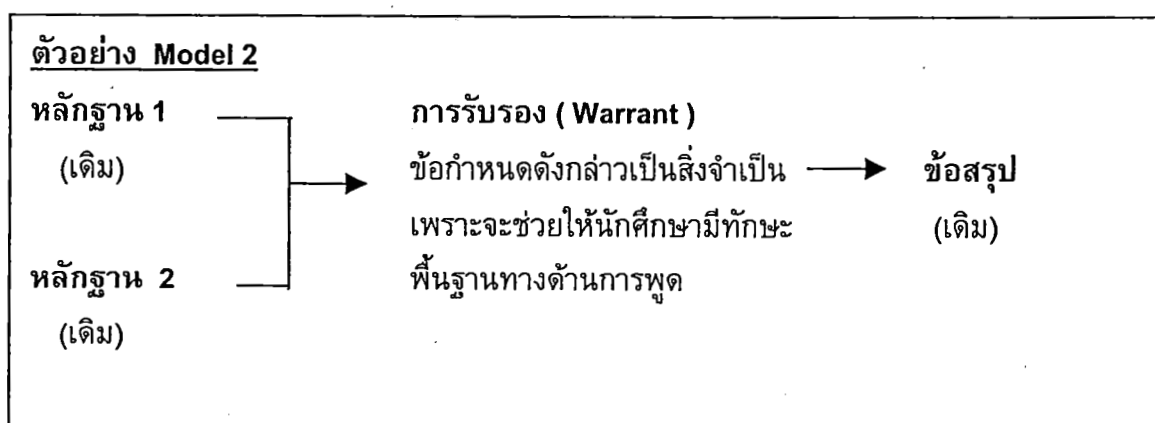 ตัวอย่าง Model 2
หลักฐาน 1
(เดิม)
หลักฐาน 2
(เดิม)
การรับรอง ( Warrant )
ข้อกำหนดดังกล่าวเป็นสิ่งจำเป็น
เพราะจะช่วยให้นักศึกษามีทักษะ
พื้นฐานทางด้านการพูด
ข้อสรุป
(เดิม)